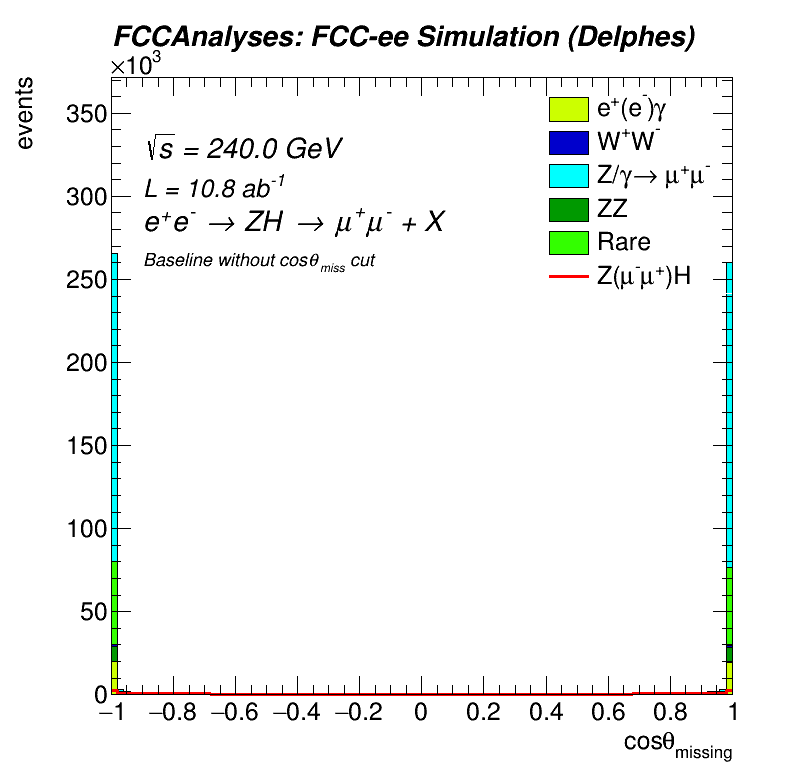 FCCAnalyses: FCC-ee Simulation (Delphes)
×10³
events
√s = 240.0 GeV
L = 10.8 ab⁻¹
e⁺e⁻ → ZH → μ⁺μ⁻ + X
Baseline without cosθ_miss cut
e⁺(e⁻)γ
W⁺W⁻
Z/γ→ μ⁺μ⁻
ZZ
Rare
Z(μ⁻μ⁺)H
350
300
250
200
150
100
50
0
−1 −0.8 −0.6 −0.4 −0.2 0 0.2 0.4 0.6 0.8 1
cosθ_missing